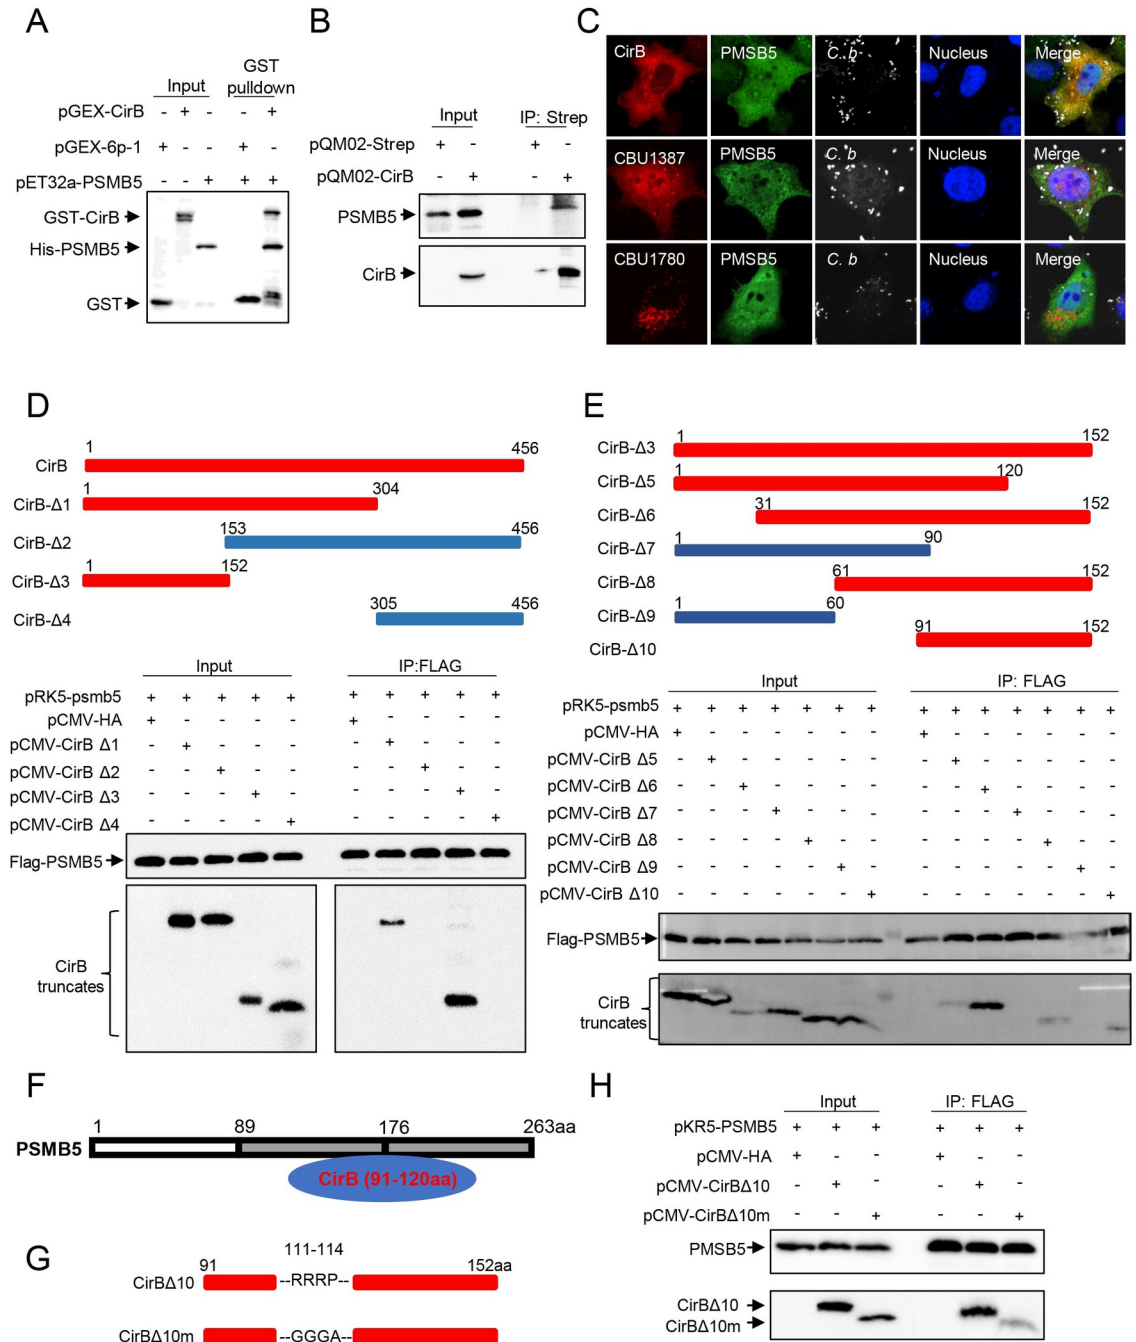 A
Input
GST
pulldown
pGEX-CirB - + - - +
pGEX-6p-1 + - - + -
pET32a-PSMB5 - - + + +
GST-CirB
His-PSMB5
GST
B
Input IP: Strep
pQM02-Strep + - + -
pQM02-CirB - + - +
PSMB5
CirB
C
CirB PMSB5 C. b Nucleus Merge
CBU1387 PMSB5 C. b Nucleus Merge
CBU1780 PMSB5 C. b Nucleus Merge
D
1 456
CirB
1 304
CirB-Δ1
153 456
CirB-Δ2
1 152
CirB-Δ3
305 456
CirB-Δ4
Input IP:FLAG
pRK5-psmb5 + + + + + + + + + +
pCMV-HA + - - - - + - - - -
pCMV-CirB Δ1 - + - - - - + - - -
pCMV-CirB Δ2 - - + - - - - + - -
pCMV-CirB Δ3 - - - + - - - - + -
pCMV-CirB Δ4 - - - - + - - - - +
Flag-PSMB5
CirB
truncates
E
1 152
CirB-Δ3
1 120
CirB-Δ5
31 152
CirB-Δ6
1 90
CirB-Δ7
61 152
CirB-Δ8
1 60
CirB-Δ9
91 152
CirB-Δ10
Input IP: FLAG
pRK5-psmb5 + + + + + + + + + + + + + +
pCMV-HA + - - - - - - + - - - - - -
pCMV-CirB Δ5 - + - - - - - - + - - - - -
pCMV-CirB Δ6 - - + - - - - - - + - - - -
pCMV-CirB Δ7 - - - + - - - - - - + - - -
pCMV-CirB Δ8 - - - - + - - - - - - + - -
pCMV-CirB Δ9 - - - - - + - - - - - - + -
pCMV-CirB Δ10 - - - - - - + - - - - - - +
Flag-PSMB5
CirB
truncates
F
1 89 176 263aa
PSMB5
CirB (91-120aa)
G
111-114
91 152aa
CirBΔ10 --RRRP--
CirBΔ10m --GGGA--
H
Input IP: FLAG
pKR5-PSMB5 + + + + + +
pCMV-HA + - - + - -
pCMV-CirBΔ10 - + - - + -
pCMV-CirBΔ10m - - + - - +
PMSB5
CirBΔ10
CirBΔ10m